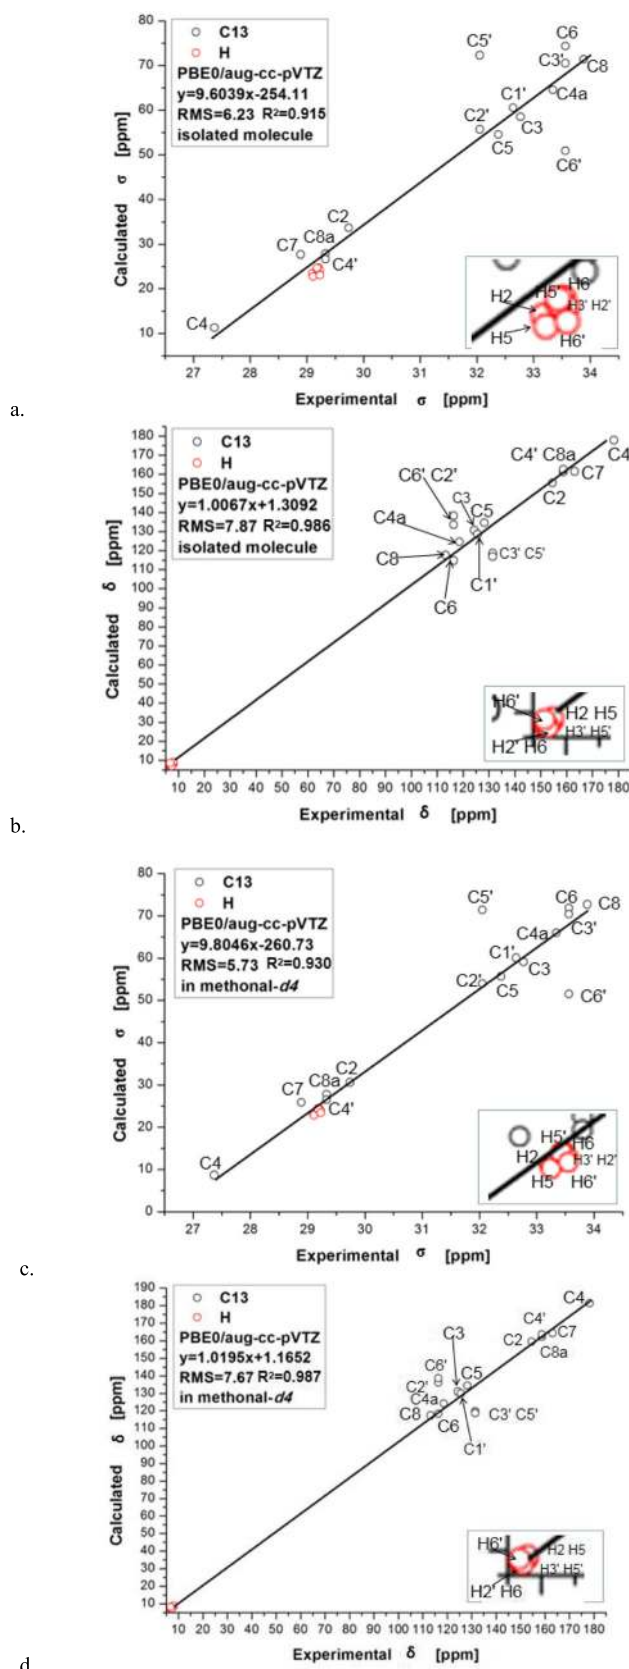 80
70
60
50
40
30
20
10
Calculated σ [ppm]
C13
H
PBE0/aug-cc-pVTZ
y=9.6039x-254.11
RMS=6.23 R²=0.915
isolated molecule
C5'
C6
C3'
C8
C1'
C4a
C2'
C5
C3
C6'
C2
C8a
C7
C4'
C4
H2
H5'
H6
H3' H2'
H5
H6'
27 28 29 30 31 32 33 34
Experimental σ [ppm]
a.
180
170
160
150
140
130
120
110
100
90
80
70
60
50
40
30
20
10
5
Calculated δ [ppm]
C13
H
PBE0/aug-cc-pVTZ
y=1.0067x+1.3092
RMS=7.87 R²=0.986
isolated molecule
C4' C8a
C4
C6' C2'
C3
C5
C7
C2
C4a
C8
C3' C5'
C1'
C6
H6'
H2 H5
H3' H5'
H2' H6
10 20 30 40 50 60 70 80 90 100 110 120 130 140 150 160 170 180
Experimental δ [ppm]
b.
80
70
60
50
40
30
20
10
0
Calculated σ [ppm]
C13
H
PBE0/aug-cc-pVTZ
y=9.8046x-260.73
RMS=5.73 R²=0.930
in methonal-d4
C5'
C6
C8
C4a
C3'
C1'
C2'
C5
C3
C6'
C2
C8a
C7
C4'
C4
H5'
H6
H2
H3' H2'
H5
H6'
27 28 29 30 31 32 33 34
Experimental σ [ppm]
c.
190
180
170
160
150
140
130
120
110
100
90
80
70
60
50
40
30
20
10
5
Calculated δ [ppm]
C13
H
PBE0/aug-cc-pVTZ
y=1.0195x+1.1652
RMS=7.67 R²=0.987
in methonal-d4
C4
C4'
C3
C2
C7
C8a
C6'
C5
C2'
C4a
C8
C6
C3' C5'
C1'
H6'
H2 H5
H3' H5'
H2' H6
10 20 30 40 50 60 70 80 90 100 110 120 130 140 150 160 170 180
Experimental δ [ppm]
d